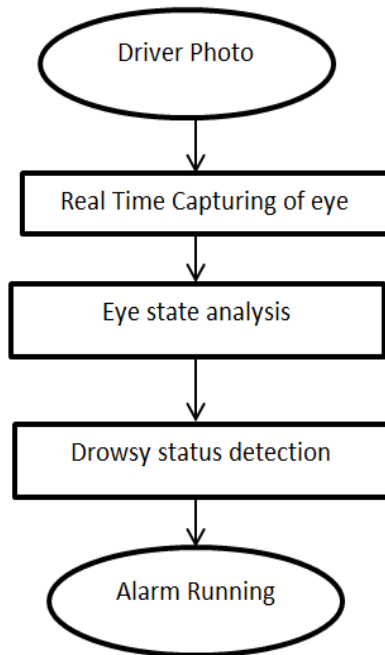 Driver Photo
Real Time Capturing of eye
Eye state analysis
Drowsy status detection
Alarm Running